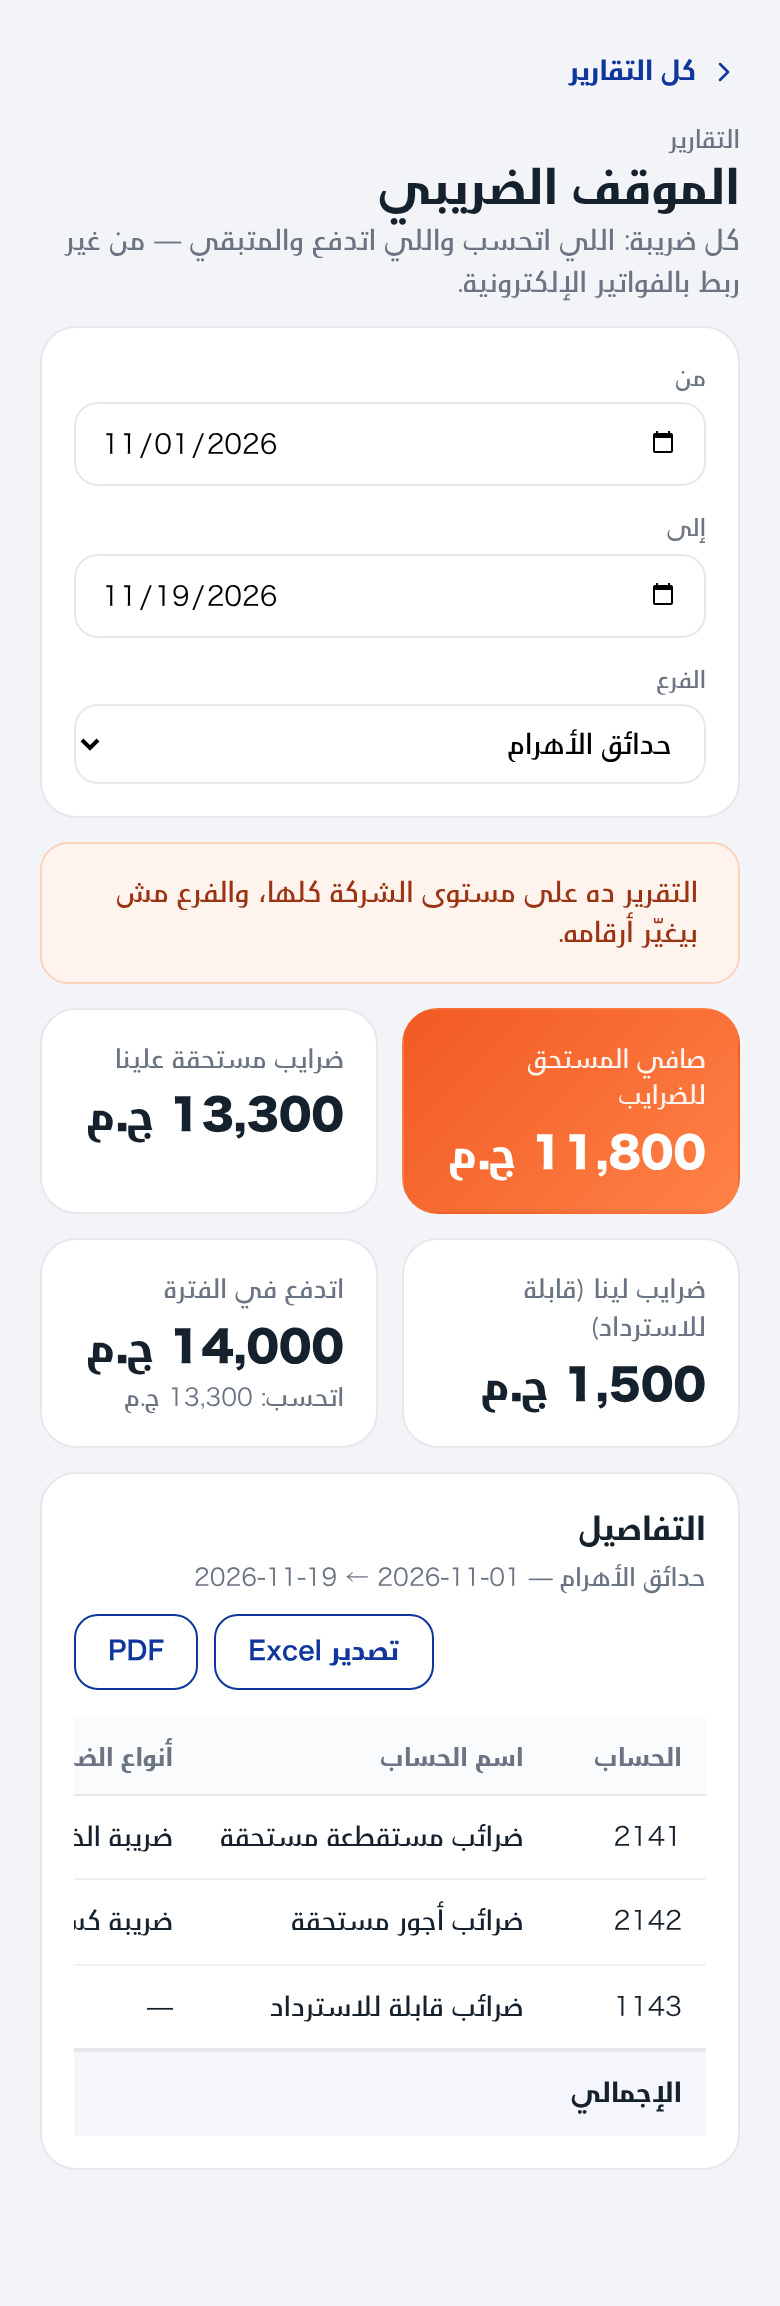 كل التقارير
التقارير
الموقف الضريبي
كل ضريبة: اللي اتحسب واللي اتدفع والمتبقي — من غير
ربط بالفواتير الإلكترونية.
من
11/01/2026
إلى
11/19/2026
الفرع
حدائق الأهرام
التقرير ده على مستوى الشركة كلها، والفرع مش
بيغيّر أرقامه.
صافي المستحق
للضرايب
11,800 ج.م
ضرايب مستحقة علينا
13,300 ج.م
ضرايب لينا (قابلة
للاسترداد)
1,500 ج.م
اتدفع في الفترة
14,000 ج.م
اتحسب: 13,300 ج.م
التفاصيل
حدائق الأهرام — 2026-11-01 ← 2026-11-19
تصدير Excel
PDF
الحساب اسم الحساب أنواع
2141 ضرائب مستقطعة مستحقة ضريبة
2142 ضرائب أجور مستحقة ضريبة
1143 ضرائب قابلة للاسترداد —
الإجمالي